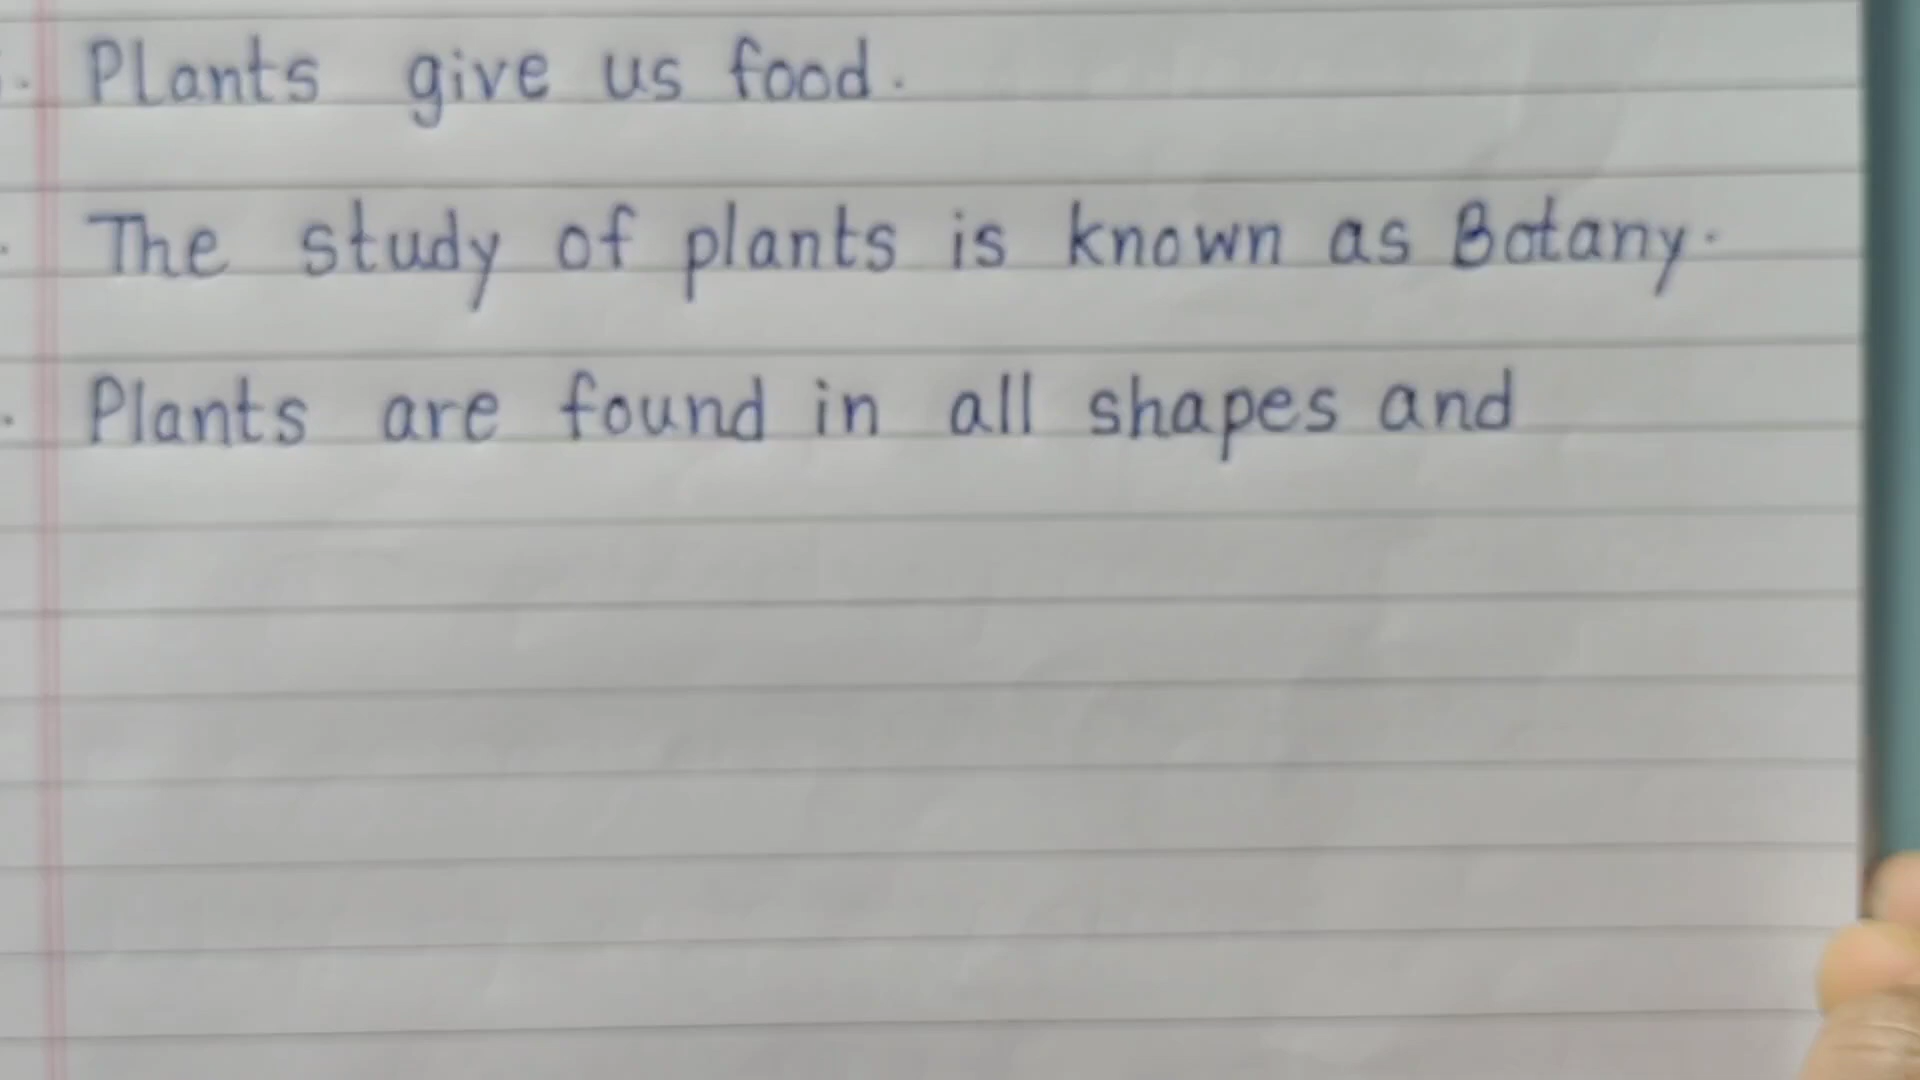 Plants give us food.
The study of plants is known as Botany.
Plants are found in all shapes and